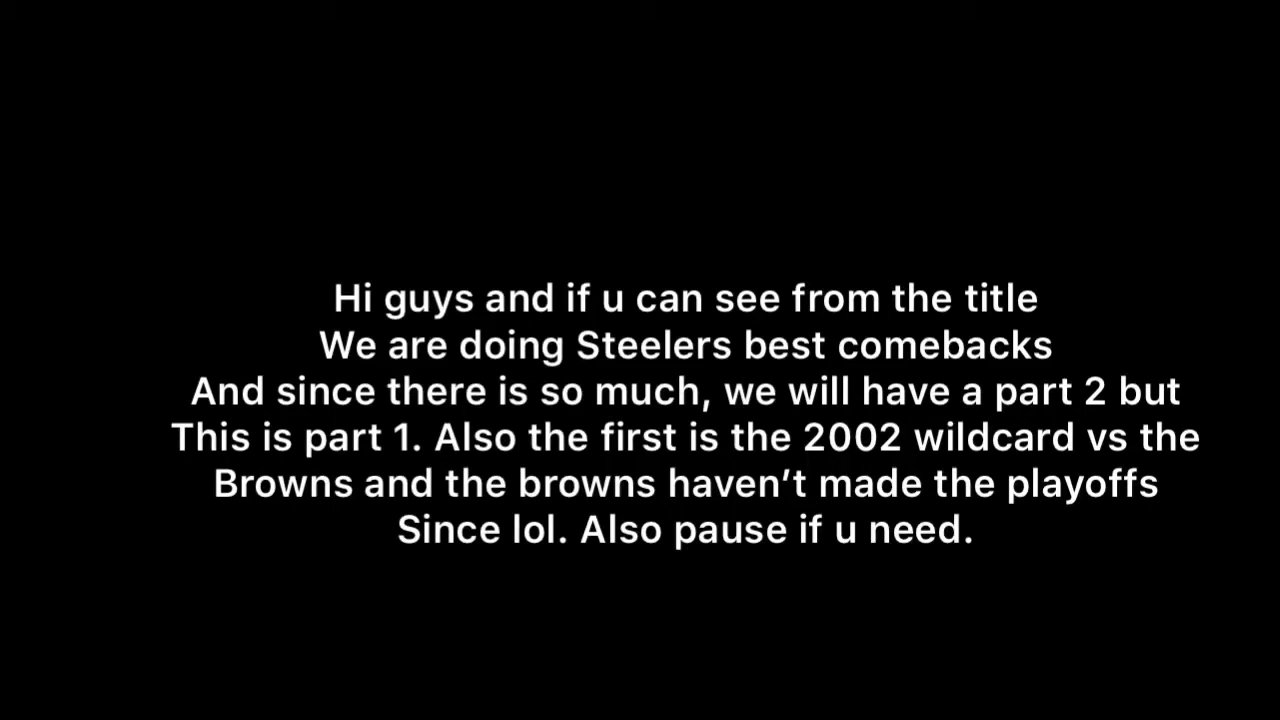 Hi guys and if u can see from the title
We are doing Steelers best comebacks
And since there is so much, we will have a part 2 but
This is part 1. Also the first is the 2002 wildcard vs the
Browns and the browns haven’t made the playoffs
Since lol. Also pause if u need.